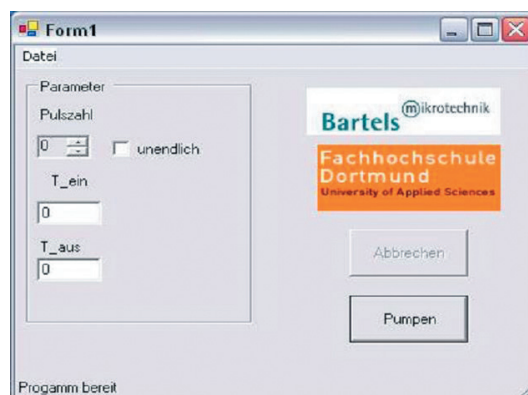 Form1
Datei
Parameter
Pulszahl
0
unendlich
T_ein
0
T_aus
0
Bartels mikrotechnik
Fachhochschule
Dortmund
University of Applied Sciences
Abbrechen
Pumpen
Progamm bereit